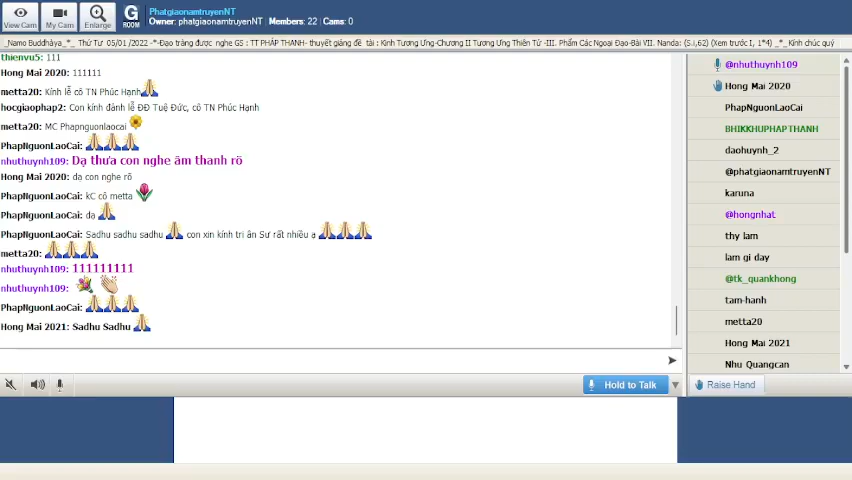 PhatgiaonamtruyenNT
Owner: phatgiaonamtruyenNT | Members: 22 | Cams: 0
View Cam
My Cam
Enlarge
G ROOM
_Namo Buddhàya_*_ Thứ Tư 05/01 /2022 -*-Đạo tràng được nghe GS : TT PHÁP THANH- thuyết giảng đề tài : Kinh Tương Ưng-Chương II Tương Ưng Thiên Tử -III. Phẩm Các Ngoại Đạo-Bài VII. Nanda: (S.i,62) (Xem trước I, 1*4) _*_Kính chúc quý
thienvu5: 111
Hong Mai 2020: 111111
metta20: Kính lễ cô TN Phúc Hạnh
hocgiaophap2: Con kính đảnh lễ ĐĐ Tuệ Đức, cô TN Phúc Hạnh
metta20: MC Phapnguonlaocai
PhapNguonLaoCai:
nhuthuynh109: Dạ thưa con nghe âm thanh rõ
Hong Mai 2020: dạ con nghe rõ
PhapNguonLaoCai: kC cô metta
PhapNguonLaoCai: dạ
PhapNguonLaoCai: Sadhu sadhu sadhu con xin kính tri ân Sư rất nhiều ạ
metta20:
nhuthuynh109: 111111111
nhuthuynh109:
PhapNguonLaoCai:
Hong Mai 2021: Sadhu Sadhu
Hold to Talk
@nhuthuynh109
Hong Mai 2020
PhapNguonLaoCai
BHIKKHUPHAPTHANH
daohuynh_2
@phatgiaonamtruyenNT
karuna
@hongnhat
thy lam
lam gi day
@tk_quankhong
tam-hanh
metta20
Hong Mai 2021
Nhu Quangcan
Raise Hand